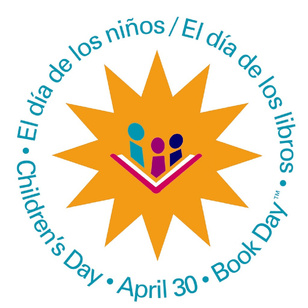 • El día de los niños / El día de los libros •
Children's Day • April 30 • Book Day™